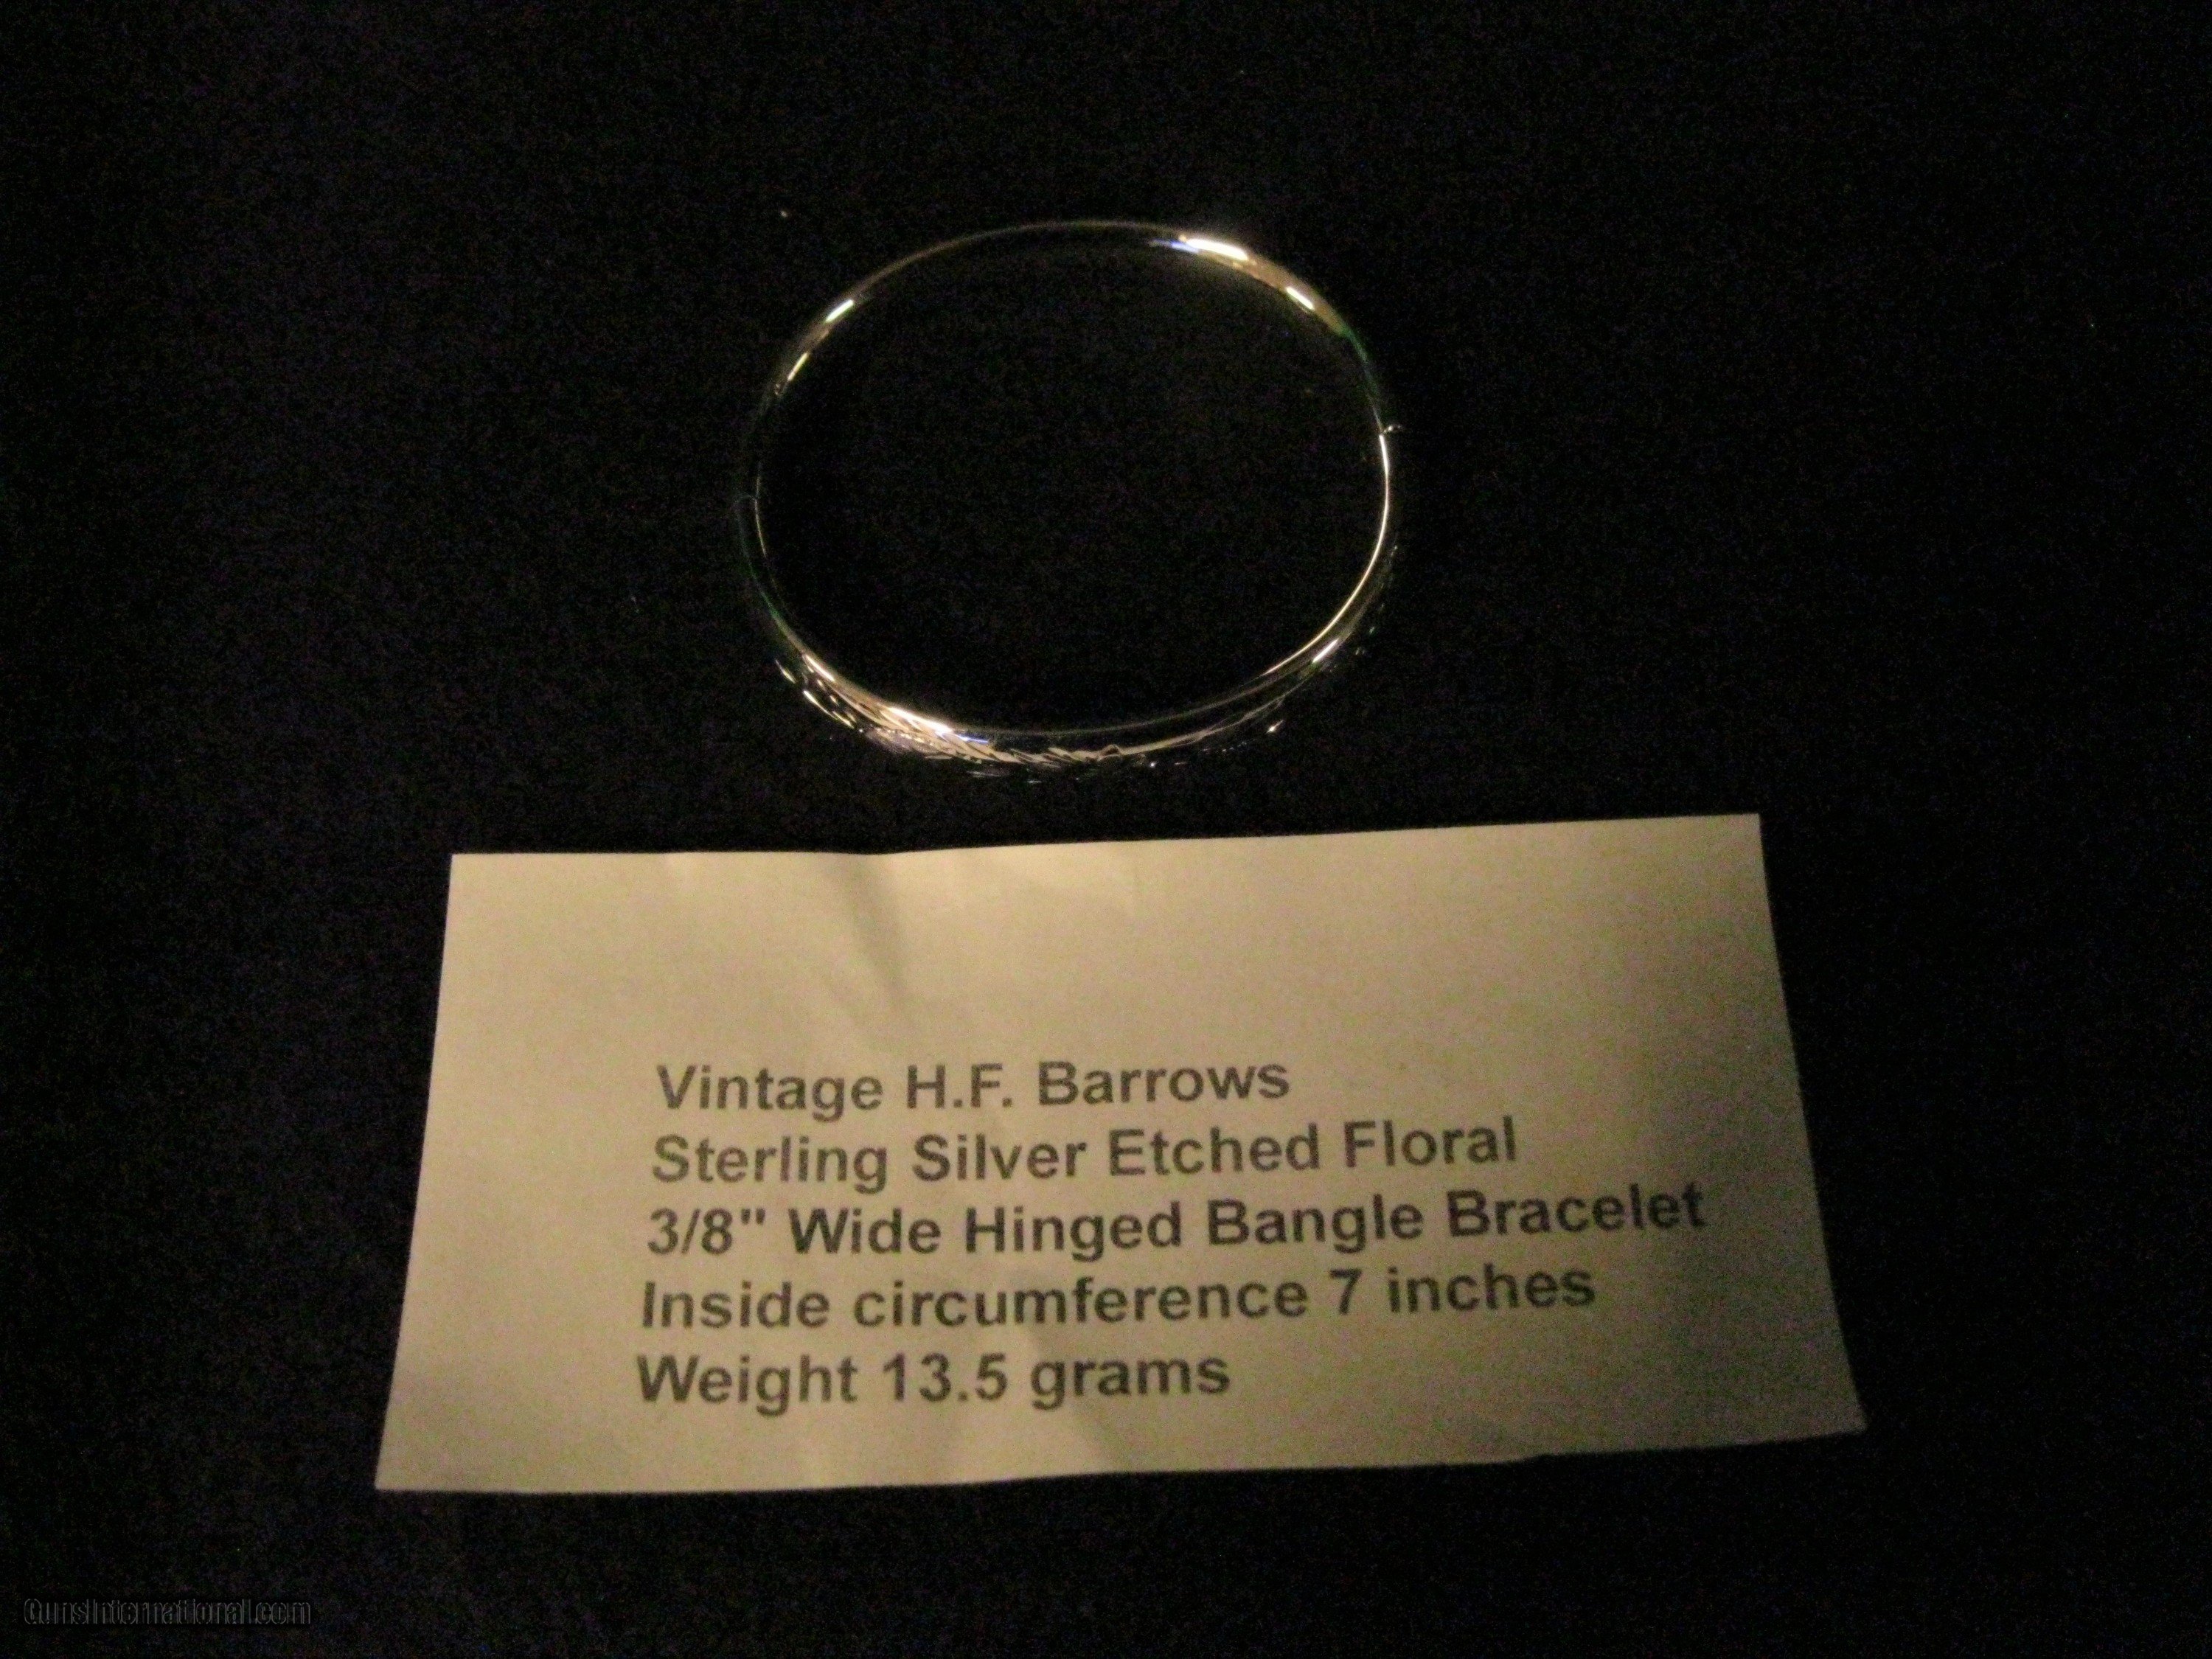 Vintage H.F. Barrows
Sterling Silver Etched Floral
3/8" Wide Hinged Bangle Bracelet
Inside circumference 7 inches
Weight 13.5 grams
GunsInternational.com